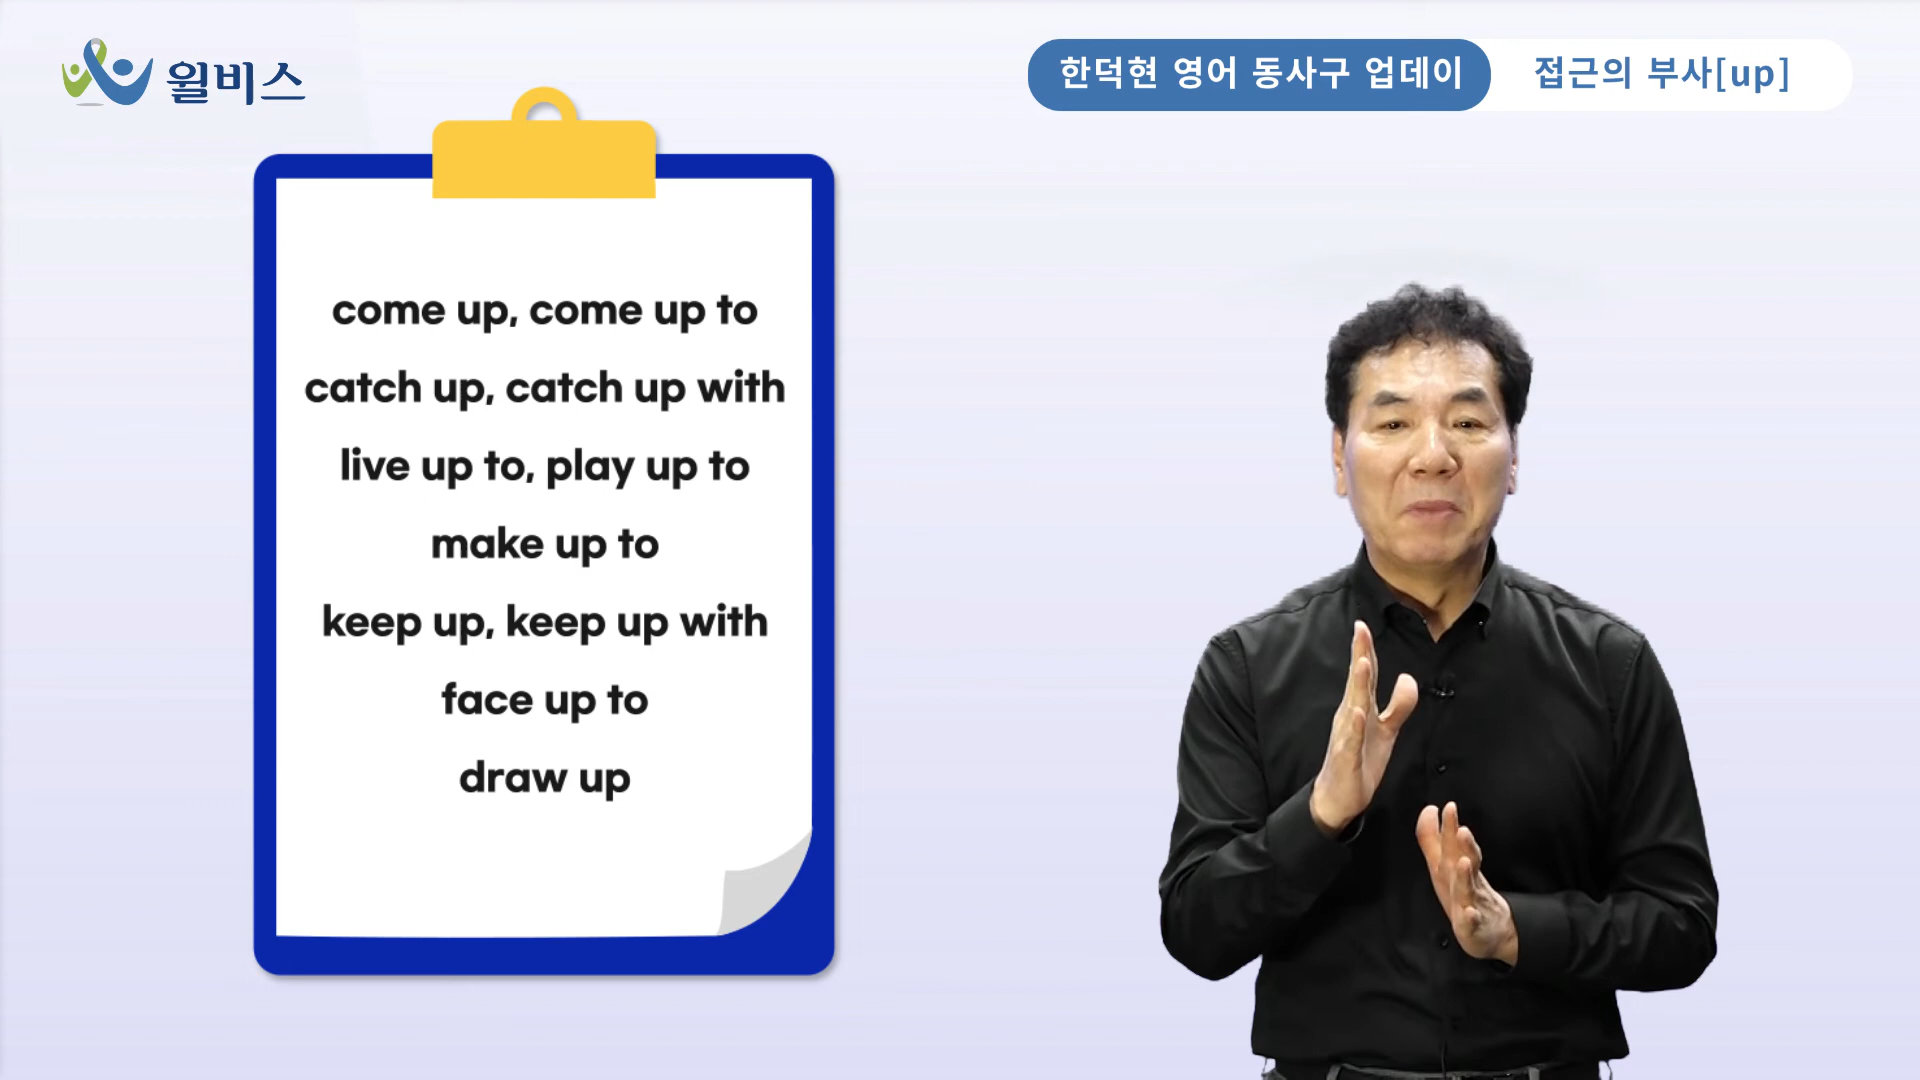 윌비스
한덕현 영어 동사구 업데이
접근의 부사[up]
come up, come up to
catch up, catch up with
live up to, play up to
make up to
keep up, keep up with
face up to
draw up